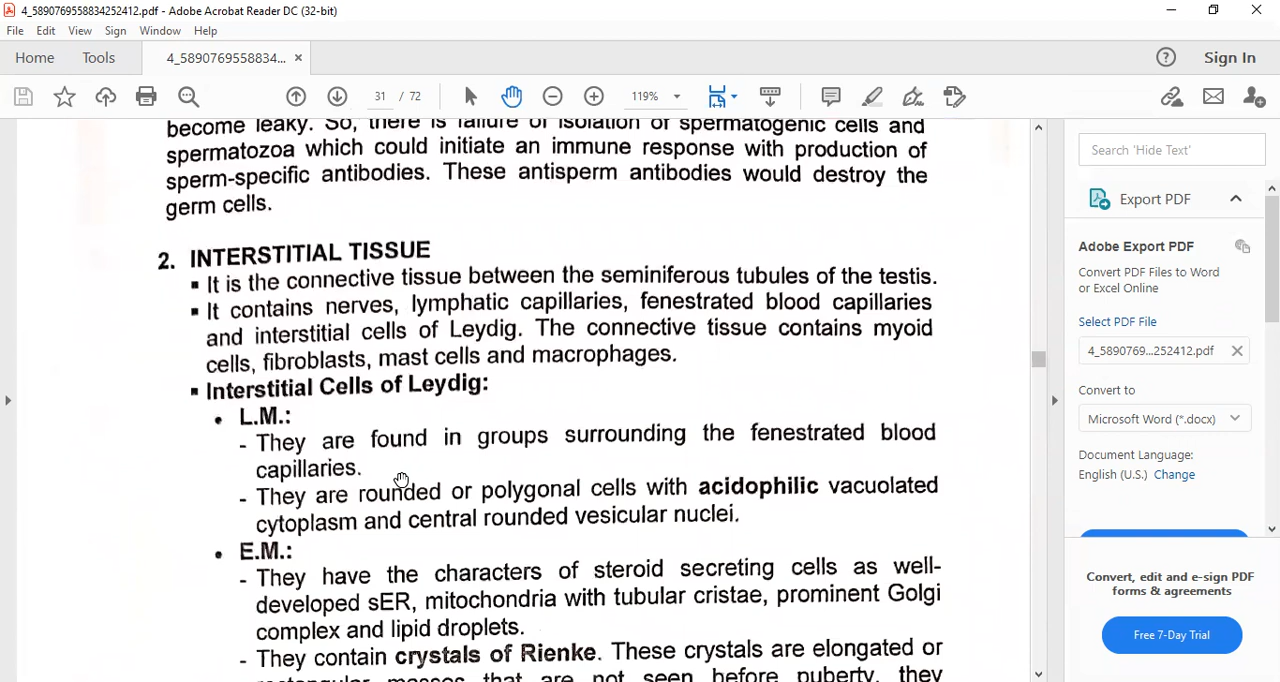 4_5890769558834252412.pdf - Adobe Acrobat Reader DC (32-bit)
File Edit View Sign Window Help
Home Tools 4_5890769558834... × Sign In
31 / 72 119%
become leaky. So, there is failure of isolation of spermatogenic cells and
spermatozoa which could initiate an immune response with production of
sperm-specific antibodies. These antisperm antibodies would destroy the
germ cells.
2. INTERSTITIAL TISSUE
▪ It is the connective tissue between the seminiferous tubules of the testis.
▪ It contains nerves, lymphatic capillaries, fenestrated blood capillaries
and interstitial cells of Leydig. The connective tissue contains myoid
cells, fibroblasts, mast cells and macrophages.
▪ Interstitial Cells of Leydig:
• L.M.:
- They are found in groups surrounding the fenestrated blood
capillaries.
- They are rounded or polygonal cells with acidophilic vacuolated
cytoplasm and central rounded vesicular nuclei.
• E.M.:
- They have the characters of steroid secreting cells as well-
developed sER, mitochondria with tubular cristae, prominent Golgi
complex and lipid droplets.
- They contain crystals of Rienke. These crystals are elongated or
rectangular masses that are not seen before puberty, they
Search 'Hide Text'
Export PDF
Adobe Export PDF
Convert PDF Files to Word
or Excel Online
Select PDF File
4_5890769...252412.pdf
Convert to
Microsoft Word (*.docx)
Document Language:
English (U.S.) Change
Convert, edit and e-sign PDF
forms & agreements
Free 7-Day Trial